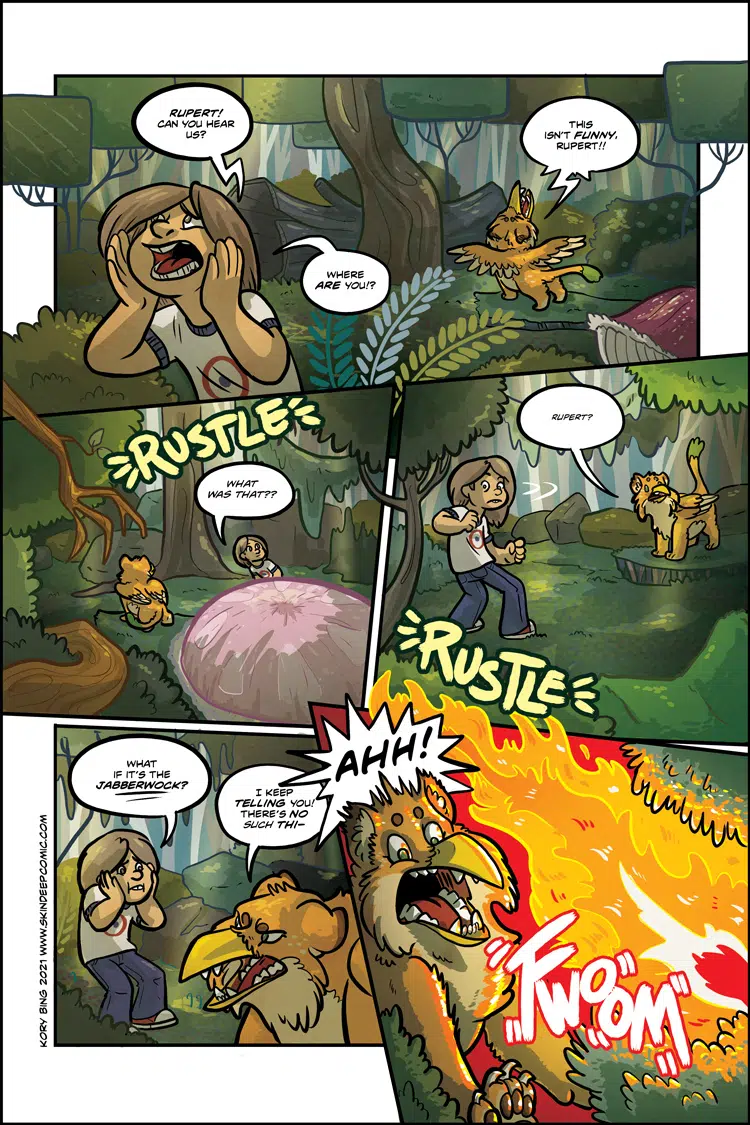 RUPERT!
CAN YOU HEAR
US?
THIS
ISN'T FUNNY,
RUPERT!!
WHERE
ARE YOU!?
RUSTLE
WHAT
WAS THAT??
RUPERT?
RUSTLE
WHAT
IF IT'S THE
JABBERWOCK?
I KEEP
TELLING YOU!
THERE'S NO
SUCH THI–
AHH!
FWOOM
KORY BING 2021 WWW.SKINDEEPCOMIC.COM